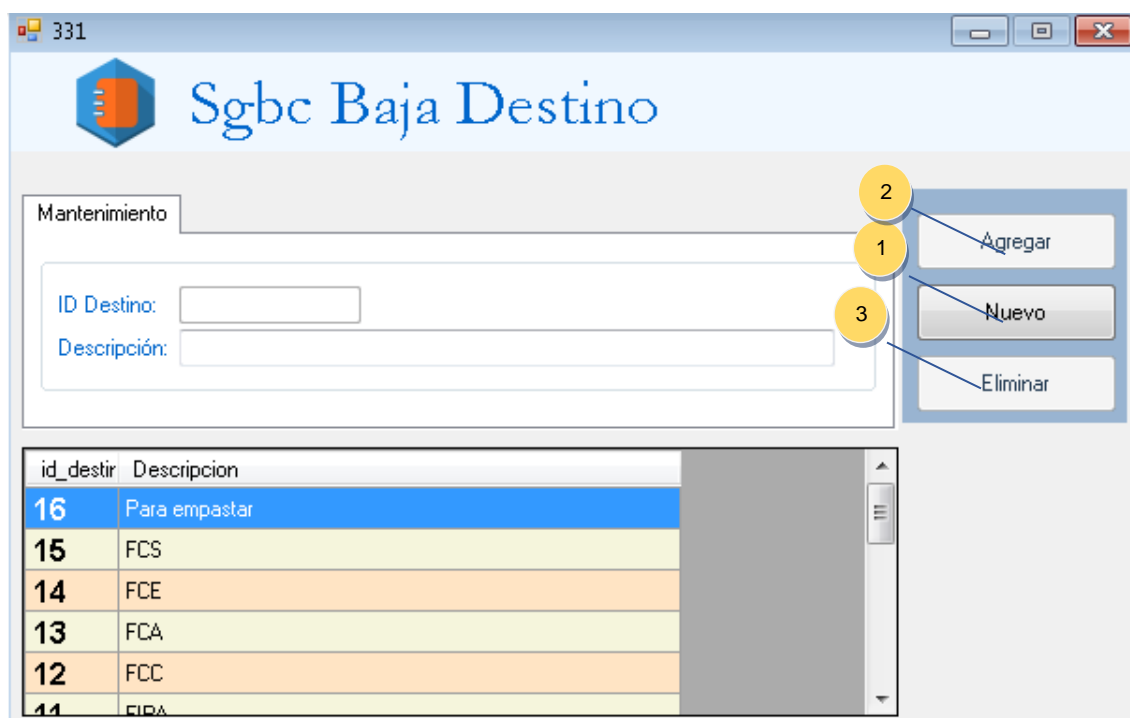 331
Sgbc Baja Destino
Mantenimiento
2
Agregar
1
ID Destino:
Nuevo
3
Descripción:
Eliminar
id_destir Descripcion
16 Para empastar
15 FCS
14 FCE
13 FCA
12 FCC
11